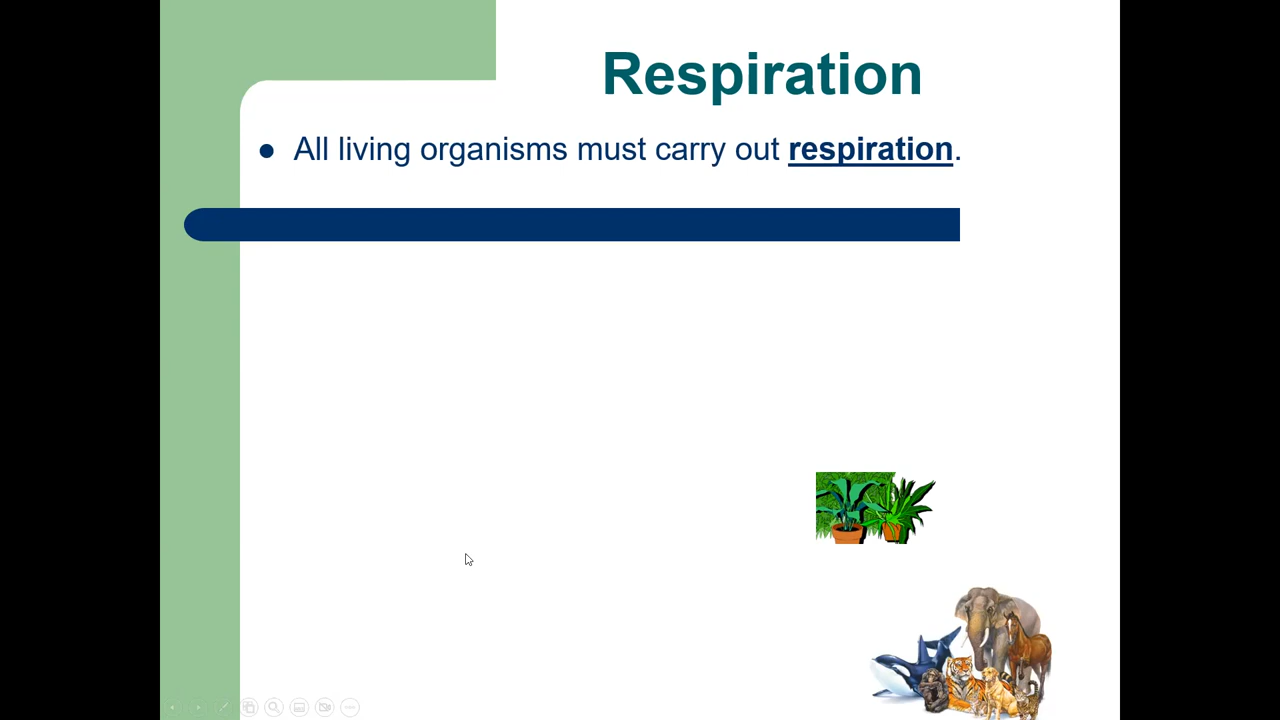 Respiration
● All living organisms must carry out respiration.